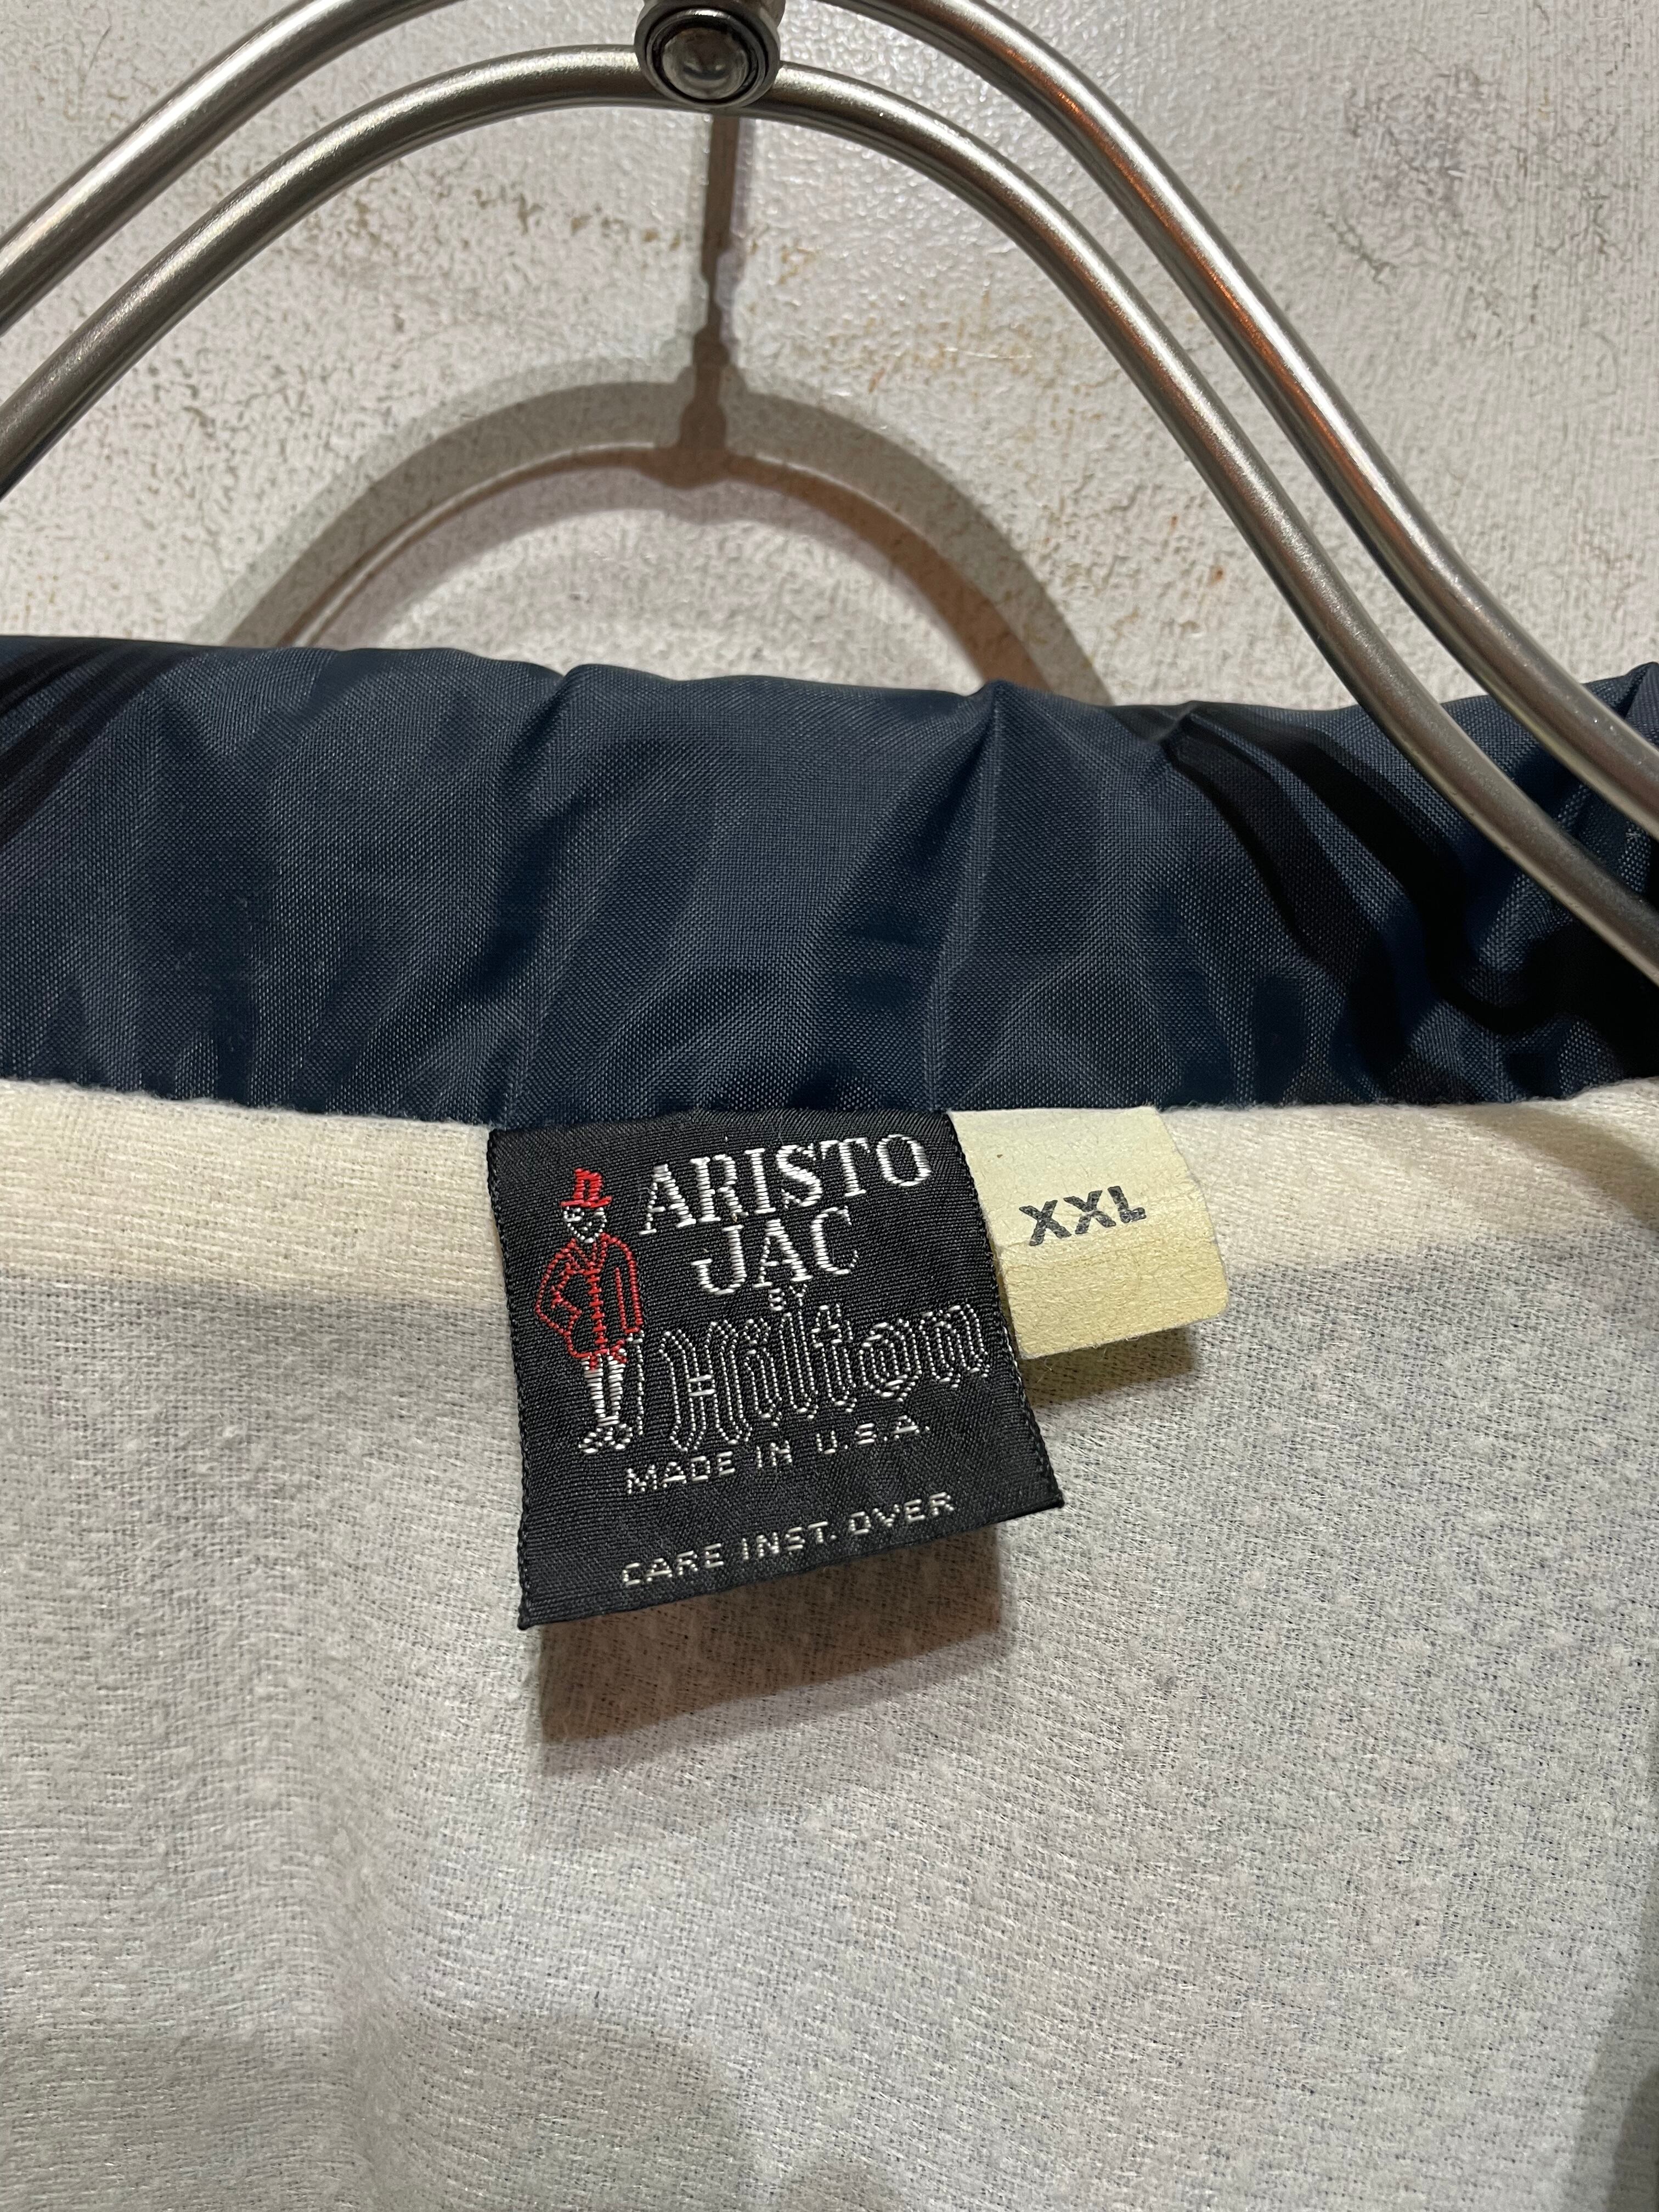 ARISTO
JAC
BY
Hilton
MADE IN U.S.A.
CARE INST. OVER
XXL